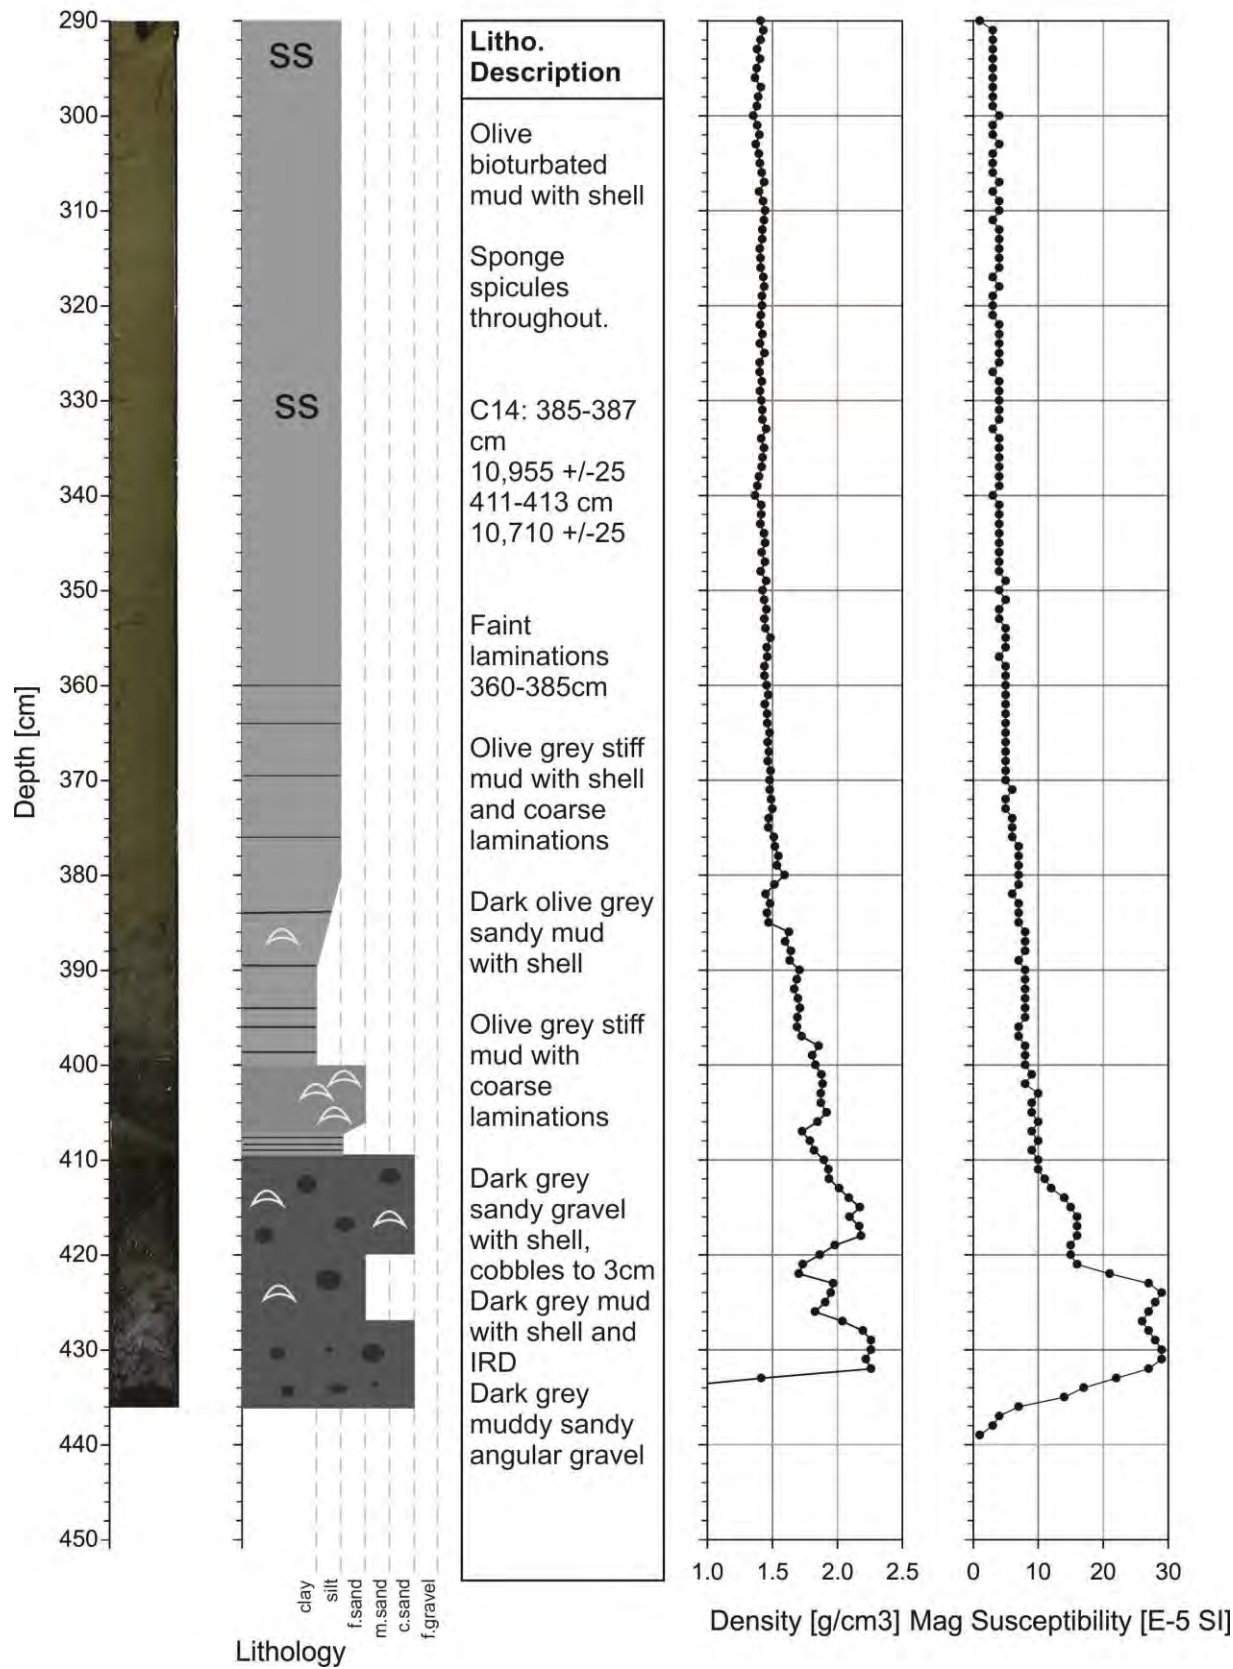 290
300
310
320
330
340
350
360
370
380
390
400
410
420
430
440
450
Depth [cm]
SS
SS
clay
silt
f.sand
m.sand
c.sand
f.gravel
Lithology
Litho.
Description
Olive
bioturbated
mud with shell
Sponge
spicules
throughout.
C14: 385-387
cm
10,955 +/-25
411-413 cm
10,710 +/-25
Faint
laminations
360-385cm
Olive grey stiff
mud with shell
and coarse
laminations
Dark olive grey
sandy mud
with shell
Olive grey stiff
mud with
coarse
laminations
Dark grey
sandy gravel
with shell,
cobbles to 3cm
Dark grey mud
with shell and
IRD
Dark grey
muddy sandy
angular gravel
1.0 1.5 2.0 2.5
Density [g/cm3]
0 10 20 30
Mag Susceptibility [E-5 SI]